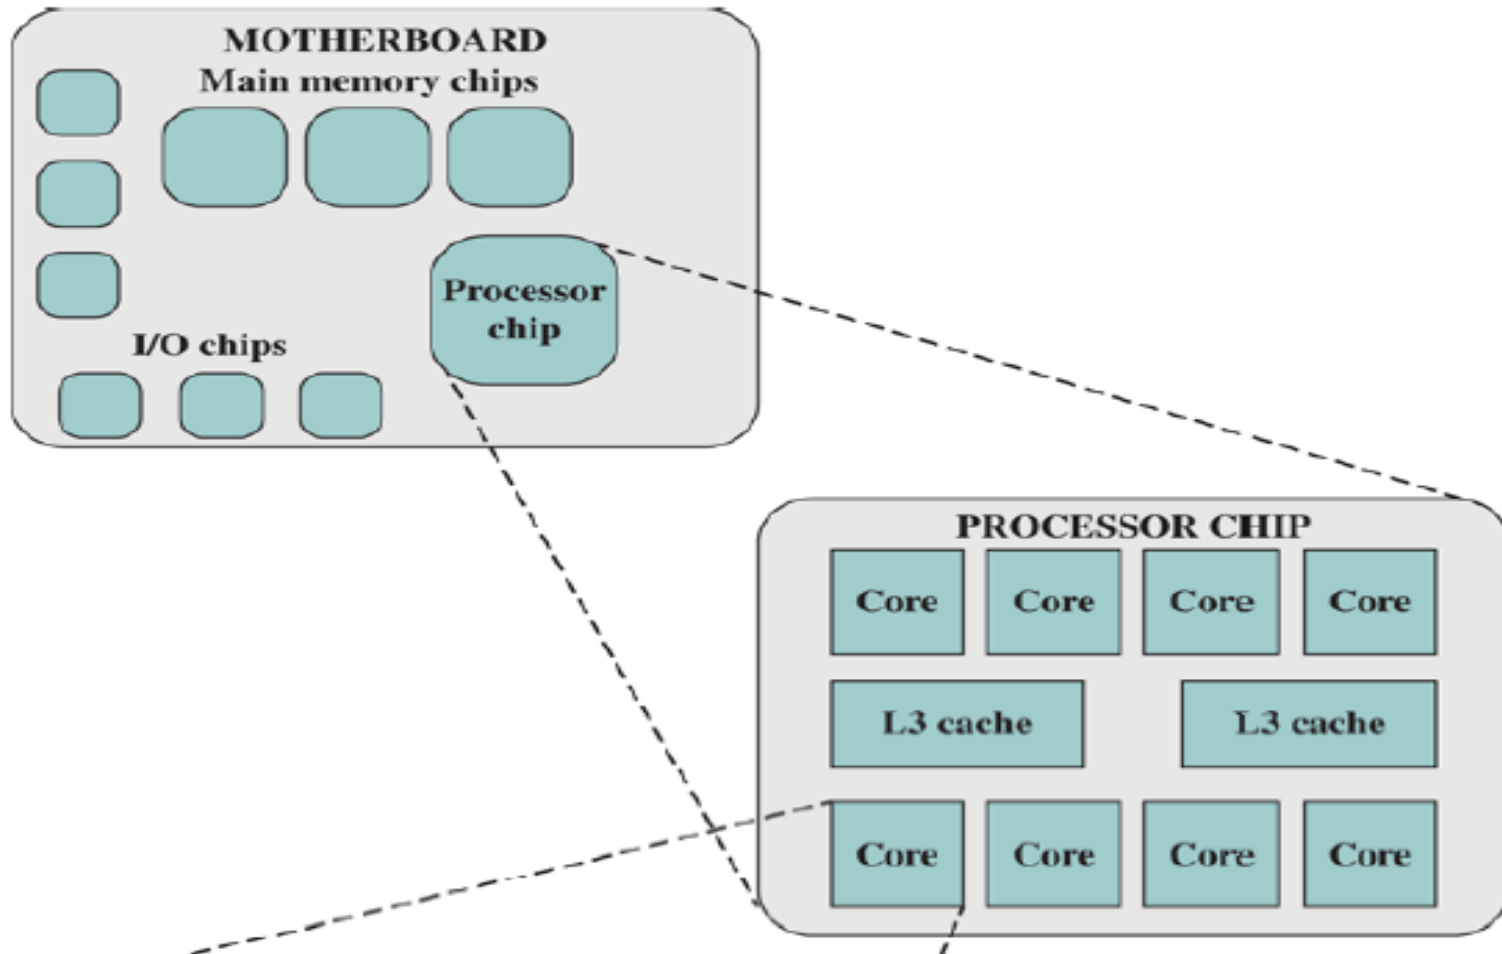 MOTHERBOARD
Main memory chips
Processor
chip
I/O chips
PROCESSOR CHIP
Core Core Core Core
L3 cache L3 cache
Core Core Core Core